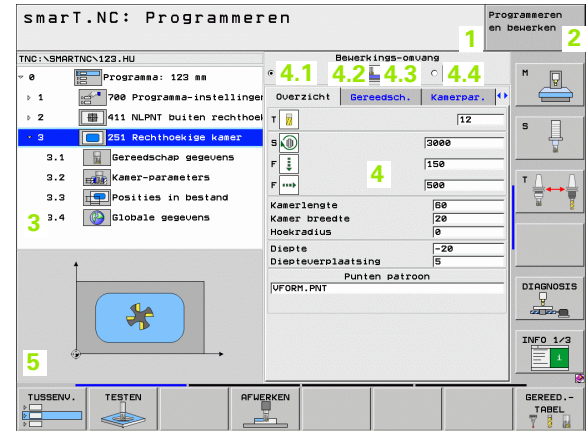 smarT.NC: Programmeren
Programmeren
en bewerken
1
2
TNC:\SMARTNC\123.HU
0 Programma: 123 mm
1 700 Programma-instellinge
2 411 NLPNT buiten rechthoe
3 251 Rechthoekige kamer
3.1 Gereedschap gegevens
3.2 Kamer-parameters
3.3 Posities in bestand
3.4 Globale gegevens
3
5
Bewerkings-omvang
4.1
4.2
4.3
4.4
Overzicht
Gereedsch.
Kamerpar.
T 12
S 3000
F 150
F 500
4
Kamerlengte 60
Kamer breedte 20
Hoekradius 0
Diepte -20
Diepteverplaatsing 5
Punten patroon
VFORM.PNT
M
S
T
DIAGNOSIS
INFO 1/3
TUSSENV.
TESTEN
AFWERKEN
GEREED.-
TABEL